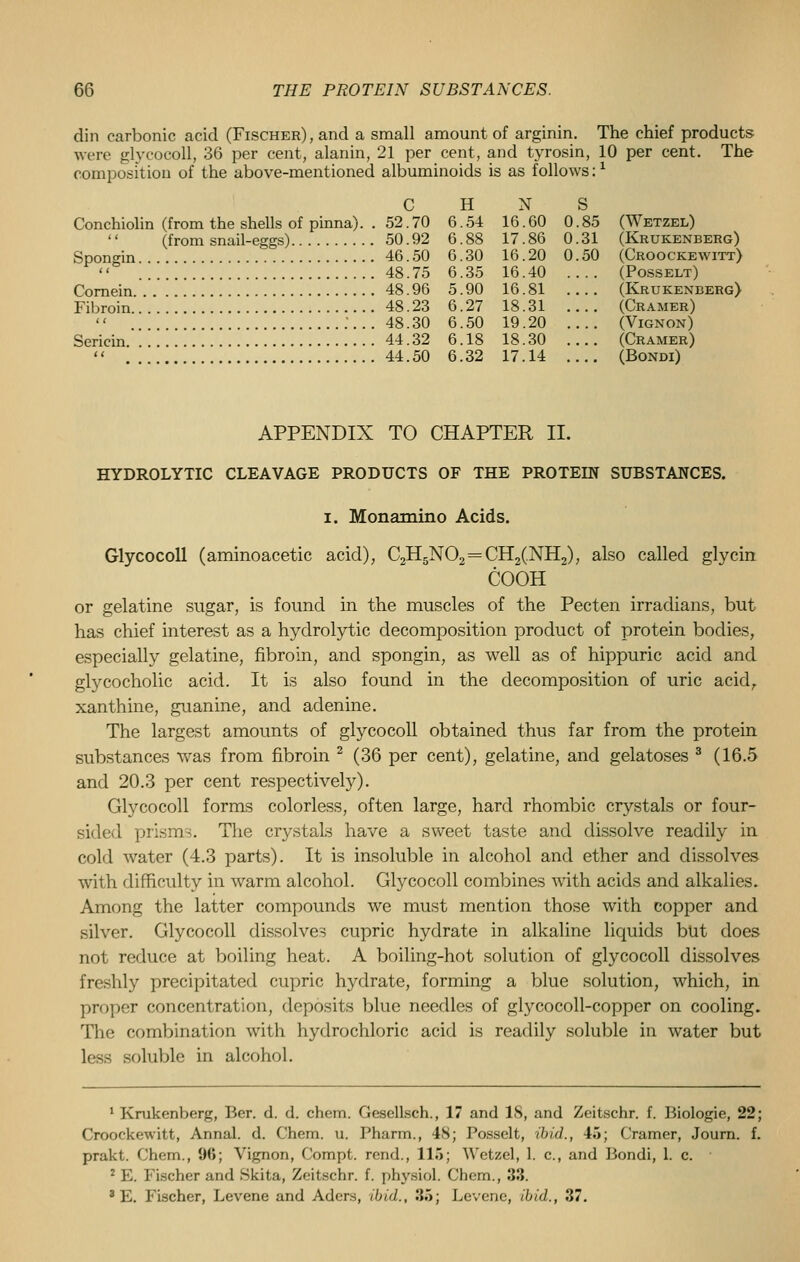 66 THE PROTEIN SUBSTANCES.
din carbonic acid (Fischer), and a small amount of arginin. The chief products
were glycocoll, 36 per cent, alanin, 21 per cent, and tyrosin, 10 per cent. The
composition of the above-mentioned albuminoids is as follows:¹
C H N S
Conchiolin (from the shells of pinna). . 52.70 6.54 16.60 0.85 (Wetzel)
“ (from snail-eggs).......... 50.92 6.88 17.86 0.31 (Krukenberg)
Spongin........................ 46.50 6.30 16.20 0.50 (Croockewitt)
“ ........................ 48.75 6.35 16.40 .... (Posselt)
Cornein........................ 48.96 5.90 16.81 .... (Krukenberg)
Fibroin........................ 48.23 6.27 18.31 .... (Cramer)
“ ........................ 48.30 6.50 19.20 .... (Vignon)
Sericin........................ 44.32 6.18 18.30 .... (Cramer)
“ ........................ 44.50 6.32 17.14 .... (Bondi)
APPENDIX TO CHAPTER II.
HYDROLYTIC CLEAVAGE PRODUCTS OF THE PROTEIN SUBSTANCES.
1. Monamino Acids.
Glycocoll (aminoacetic acid), C₂H₅NO₂=CH₂(NH₂), also called glycin
COOH
or gelatine sugar, is found in the muscles of the Pecten irradians, but
has chief interest as a hydrolytic decomposition product of protein bodies,
especially gelatine, fibroin, and spongin, as well as of hippuric acid and
glycocholic acid. It is also found in the decomposition of uric acid,
xanthine, guanine, and adenine.
The largest amounts of glycocoll obtained thus far from the protein
substances was from fibroin ² (36 per cent), gelatine, and gelatoses ³ (16.5
and 20.3 per cent respectively).
Glycocoll forms colorless, often large, hard rhombic crystals or four-
sided prisms. The crystals have a sweet taste and dissolve readily in
cold water (4.3 parts). It is insoluble in alcohol and ether and dissolves
with difficulty in warm alcohol. Glycocoll combines with acids and alkalies.
Among the latter compounds we must mention those with copper and
silver. Glycocoll dissolves cupric hydrate in alkaline liquids but does
not reduce at boiling heat. A boiling-hot solution of glycocoll dissolves
freshly precipitated cupric hydrate, forming a blue solution, which, in
proper concentration, deposits blue needles of glycocoll-copper on cooling.
The combination with hydrochloric acid is readily soluble in water but
less soluble in alcohol.
¹ Krukenberg, Ber. d. d. chem. Gesellsch., 17 and 18, and Zeitschr. f. Biologie, 22;
Croockewitt, Annal. d. Chem. u. Pharm., 48; Posselt, ibid., 45; Cramer, Journ. f.
prakt. Chem., 96; Vignon, Compt. rend., 115; Wetzel, l. c., and Bondi, l. c.
² E. Fischer and Skita, Zeitschr. f. physiol. Chem., 33.
³ E. Fischer, Levene and Aders, ibid., 35; Levene, ibid., 37.